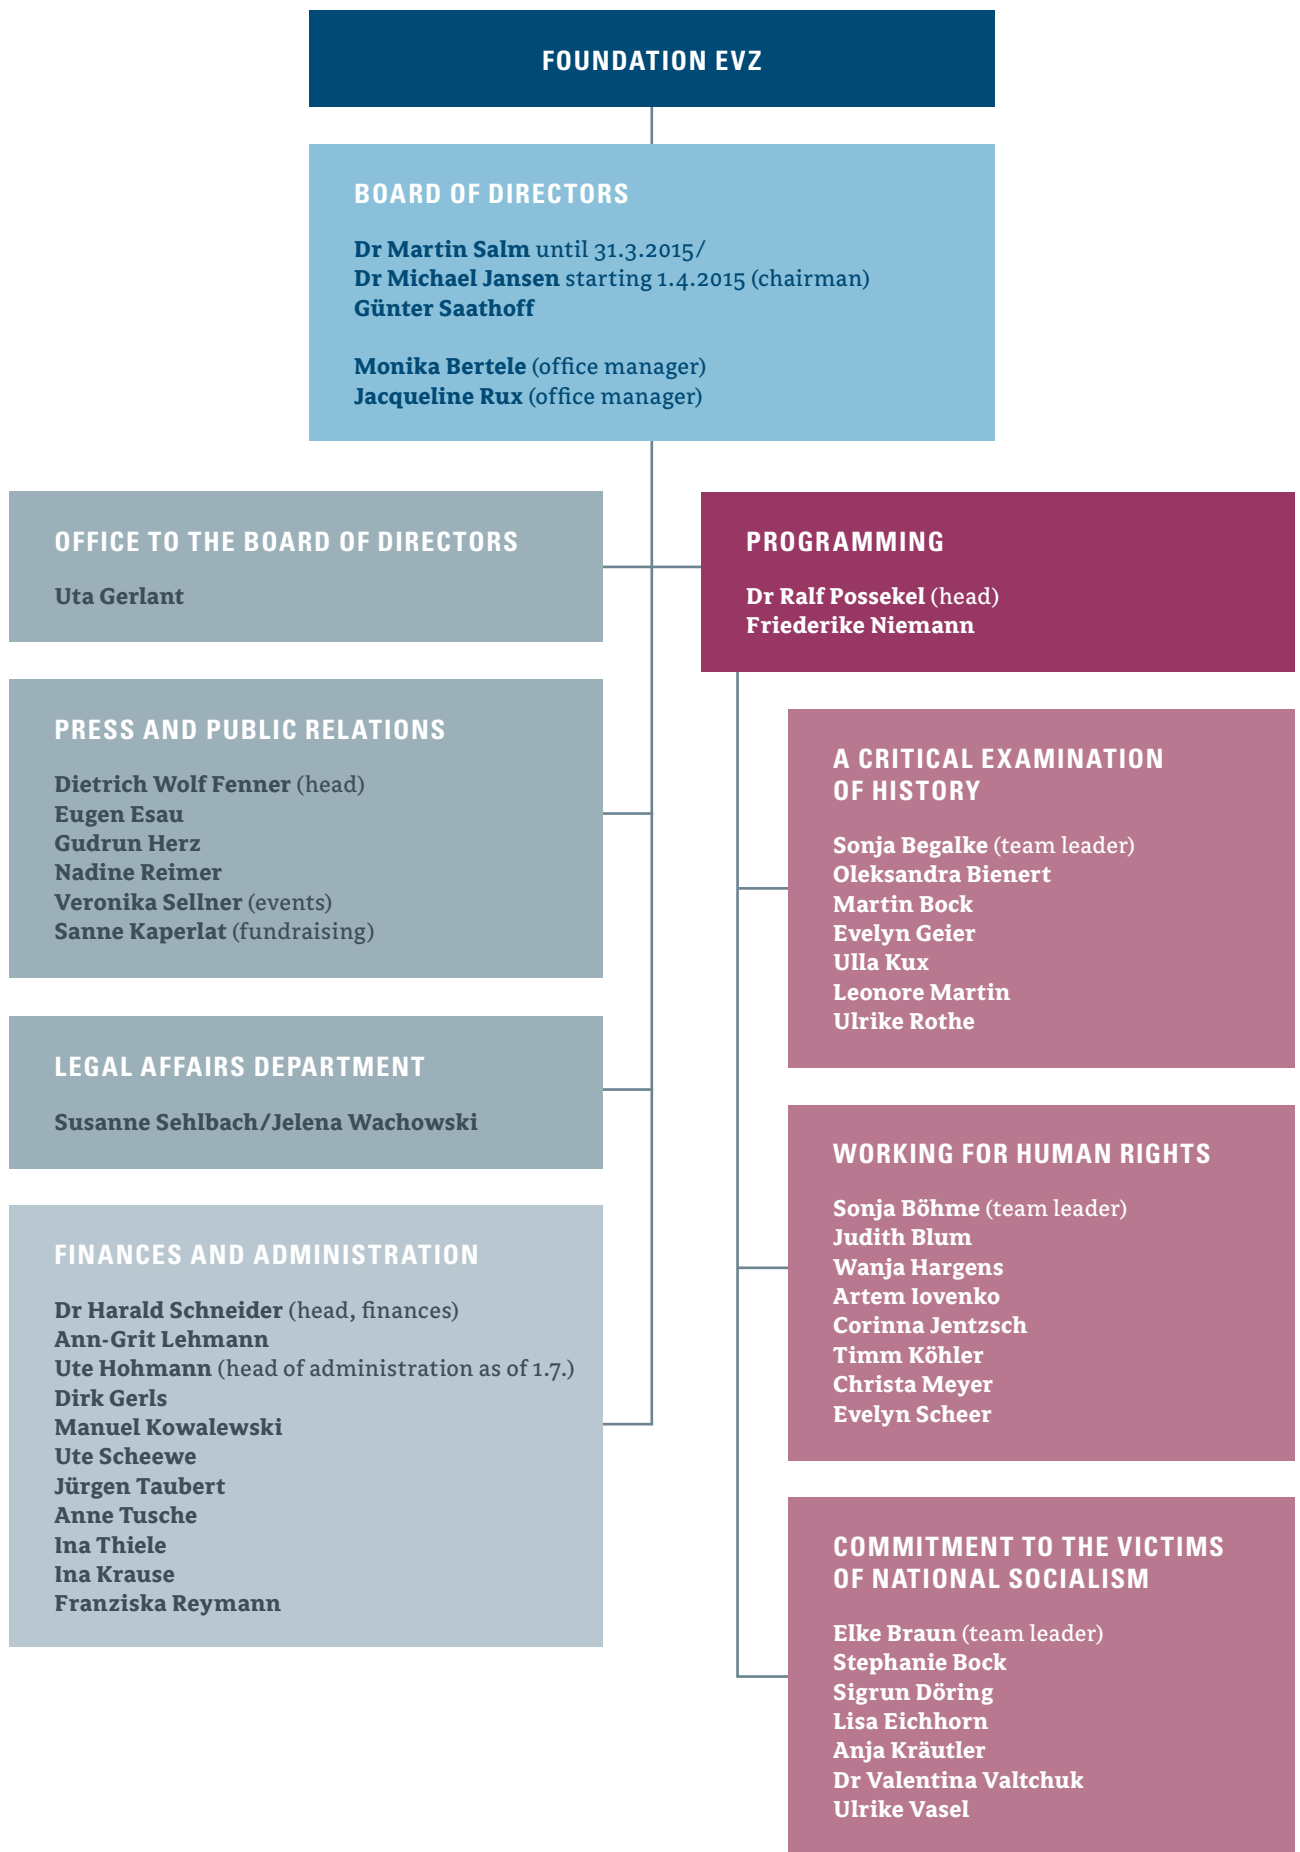 FOUNDATION EVZ
BOARD OF DIRECTORS
Dr Martin Salm until 31.3.2015/
Dr Michael Jansen starting 1.4.2015 (chairman)
Günter Saathoff
Monika Bertele (office manager)
Jacqueline Rux (office manager)
OFFICE TO THE BOARD OF DIRECTORS
Uta Gerlant
PRESS AND PUBLIC RELATIONS
Dietrich Wolf Fenner (head)
Eugen Esau
Gudrun Herz
Nadine Reimer
Veronika Sellner (events)
Sanne Kaperlat (fundraising)
LEGAL AFFAIRS DEPARTMENT
Susanne Sehlbach/Jelena Wachowski
FINANCES AND ADMINISTRATION
Dr Harald Schneider (head, finances)
Ann-Grit Lehmann
Ute Hohmann (head of administration as of 1.7.)
Dirk Gerls
Manuel Kowalewski
Ute Scheewe
Jürgen Taubert
Anne Tusche
Ina Thiele
Ina Krause
Franziska Reymann
PROGRAMMING
Dr Ralf Possekel (head)
Friederike Niemann
A CRITICAL EXAMINATION
OF HISTORY
Sonja Begalke (team leader)
Oleksandra Bienert
Martin Bock
Evelyn Geier
Ulla Kux
Leonore Martin
Ulrike Rothe
WORKING FOR HUMAN RIGHTS
Sonja Böhme (team leader)
Judith Blum
Wanja Hargens
Artem Iovenko
Corinna Jentzsch
Timm Köhler
Christa Meyer
Evelyn Scheer
COMMITMENT TO THE VICTIMS
OF NATIONAL SOCIALISM
Elke Braun (team leader)
Stephanie Bock
Sigrun Döring
Lisa Eichhorn
Anja Kräutler
Dr Valentina Valtchuk
Ulrike Vasel